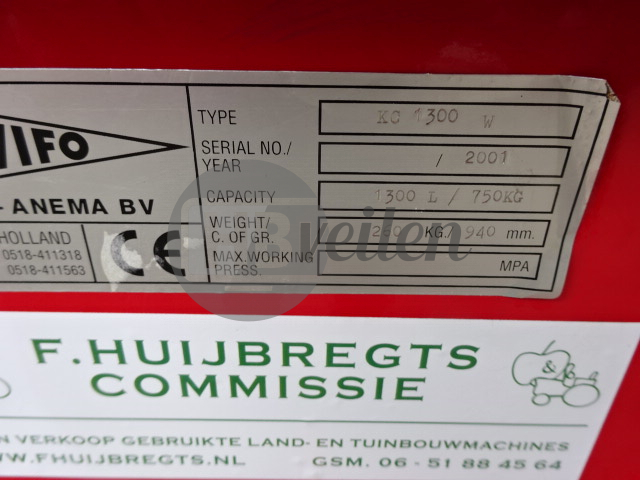 WIFO
- ANEMA BV
HOLLAND
0518-411318
0518-411563
CE
TYPE KC 1300 W
SERIAL NO./
YEAR / 2001
CAPACITY 1300 L / 750KG
WEIGHT/
C. OF GR. KG./ 940 mm.
MAX.WORKING
PRESS. MPA
veilen
F.HUIJBREGTS
COMMISSIE
&
N VERKOOP GEBRUIKTE LAND- EN TUINBOUWMACHINES
WWW.FHUIJBREGTS.NL GSM. 06 - 51 88 45 64